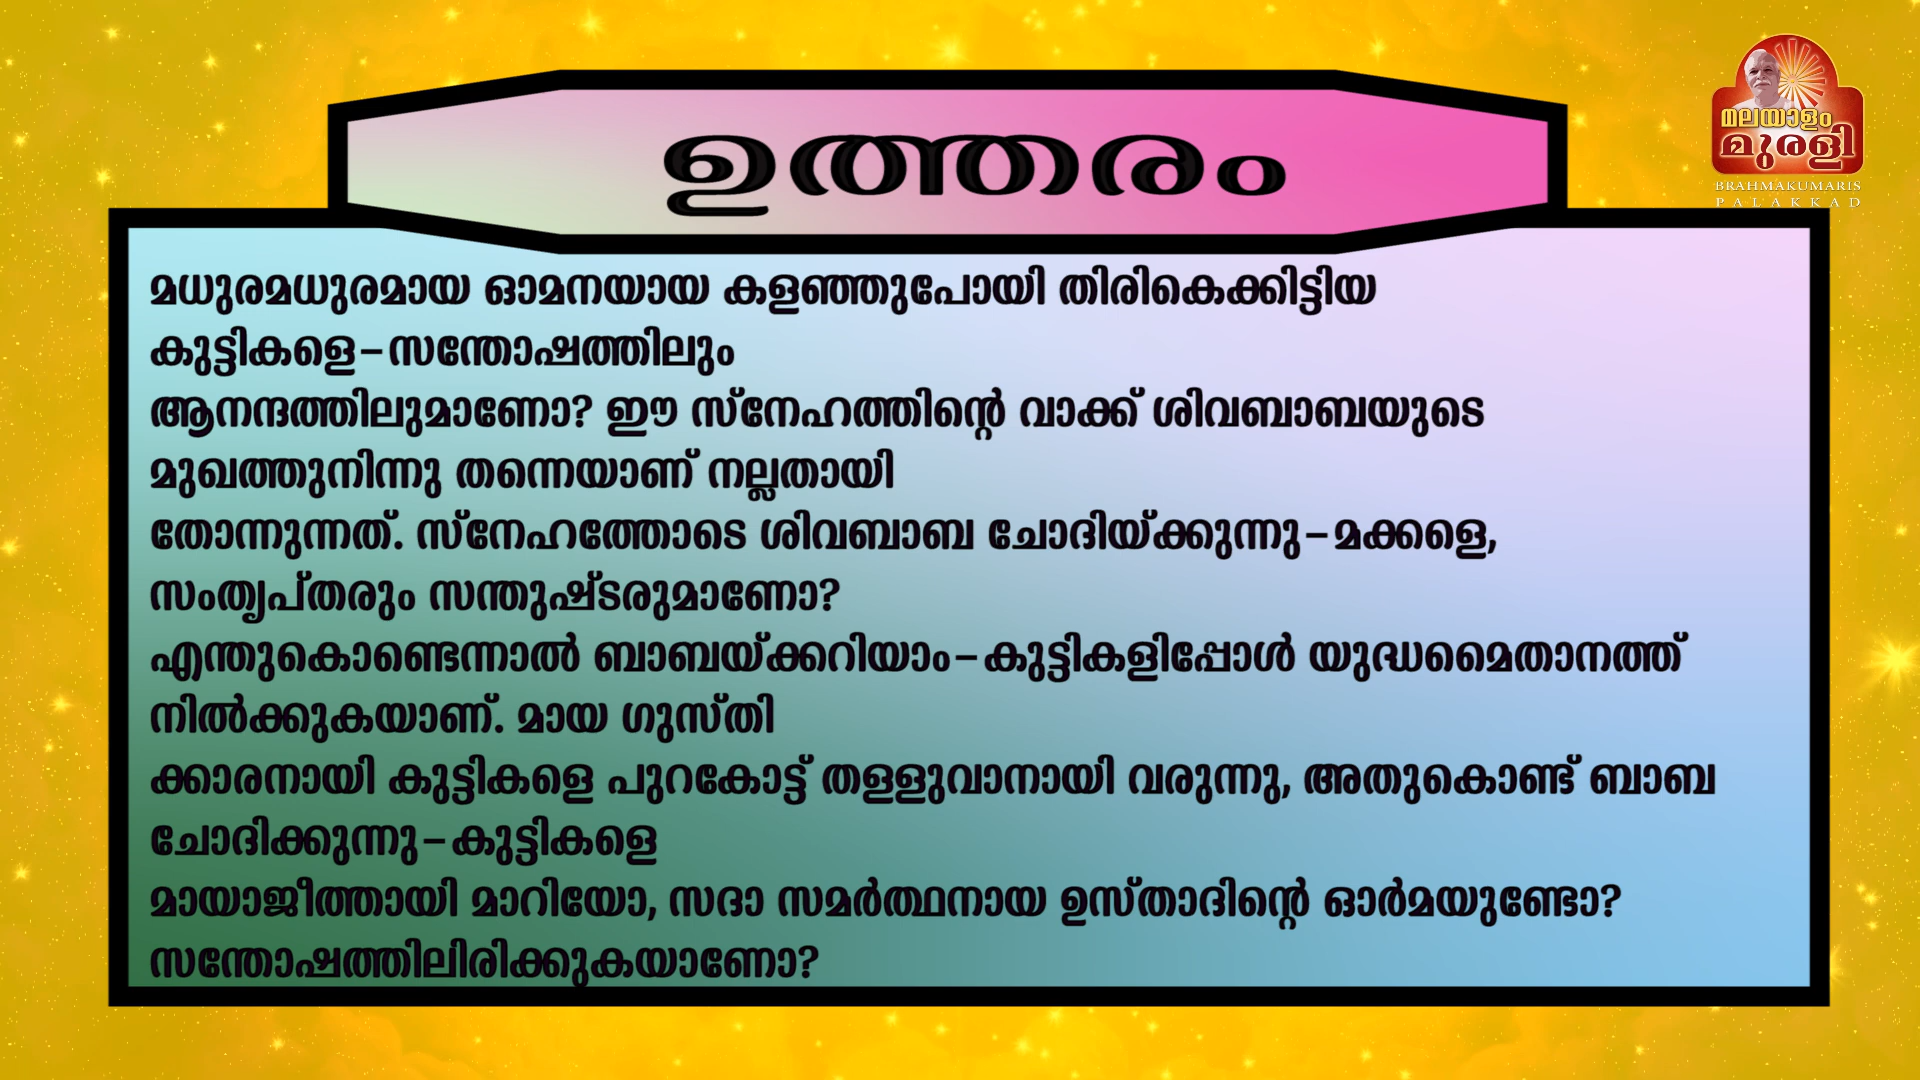 മലയാളം
മുരളി
BRAHMAKUMARIS
PALAKKAD
ഉത്തരം
മധുരമധുരമായ ഓമനയായ കളഞ്ഞുപോയി തിരികെക്കിട്ടിയ
കുട്ടികളെ-സന്തോഷത്തിലും
ആനന്ദത്തിലുമാണോ? ഈ സ്നേഹത്തിന്റെ വാക്ക് ശിവബാബയുടെ
മുഖത്തുനിന്നു തന്നെയാണ് നല്ലതായി
തോന്നുന്നത്. സ്നേഹത്തോടെ ശിവബാബ ചോദിയ്ക്കുന്നു-മക്കളെ,
സംതൃപ്തരും സന്തുഷ്ടരുമാണോ?
എന്തുകൊണ്ടെന്നാൽ ബാബയ്ക്കറിയാം-കുട്ടികളിപ്പോൾ യുദ്ധമൈതാനത്ത്
നിൽക്കുകയാണ്. മായ ഗുസ്തി
ക്കാരനായി കുട്ടികളെ പുറകോട്ട് തളളുവാനായി വരുന്നു, അതുകൊണ്ട് ബാബ
ചോദിക്കുന്നു-കുട്ടികളെ
മായാജീത്തായി മാറിയോ, സദാ സമർത്ഥനായ ഉസ്താദിന്റെ ഓർമയുണ്ടോ?
സന്തോഷത്തിലിരിക്കുകയാണോ?